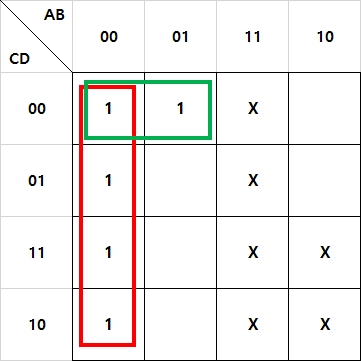 AB
CD
00 01 11 10
00 1 1 X
01 1 X
11 1 X X
10 1 X X